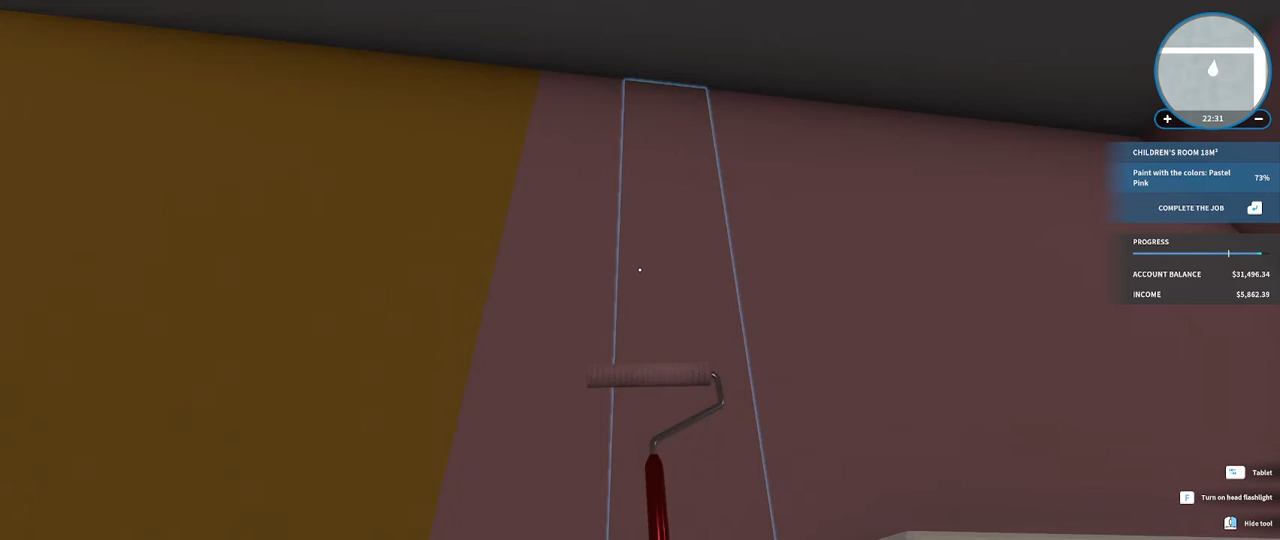 + 22:31 −
CHILDREN'S ROOM 18M²
Paint with the colors: Pastel
Pink
73%
COMPLETE THE JOB
PROGRESS
ACCOUNT BALANCE $31,496.34
INCOME $5,862.39
Tablet
F Turn on head flashlight
Hide tool